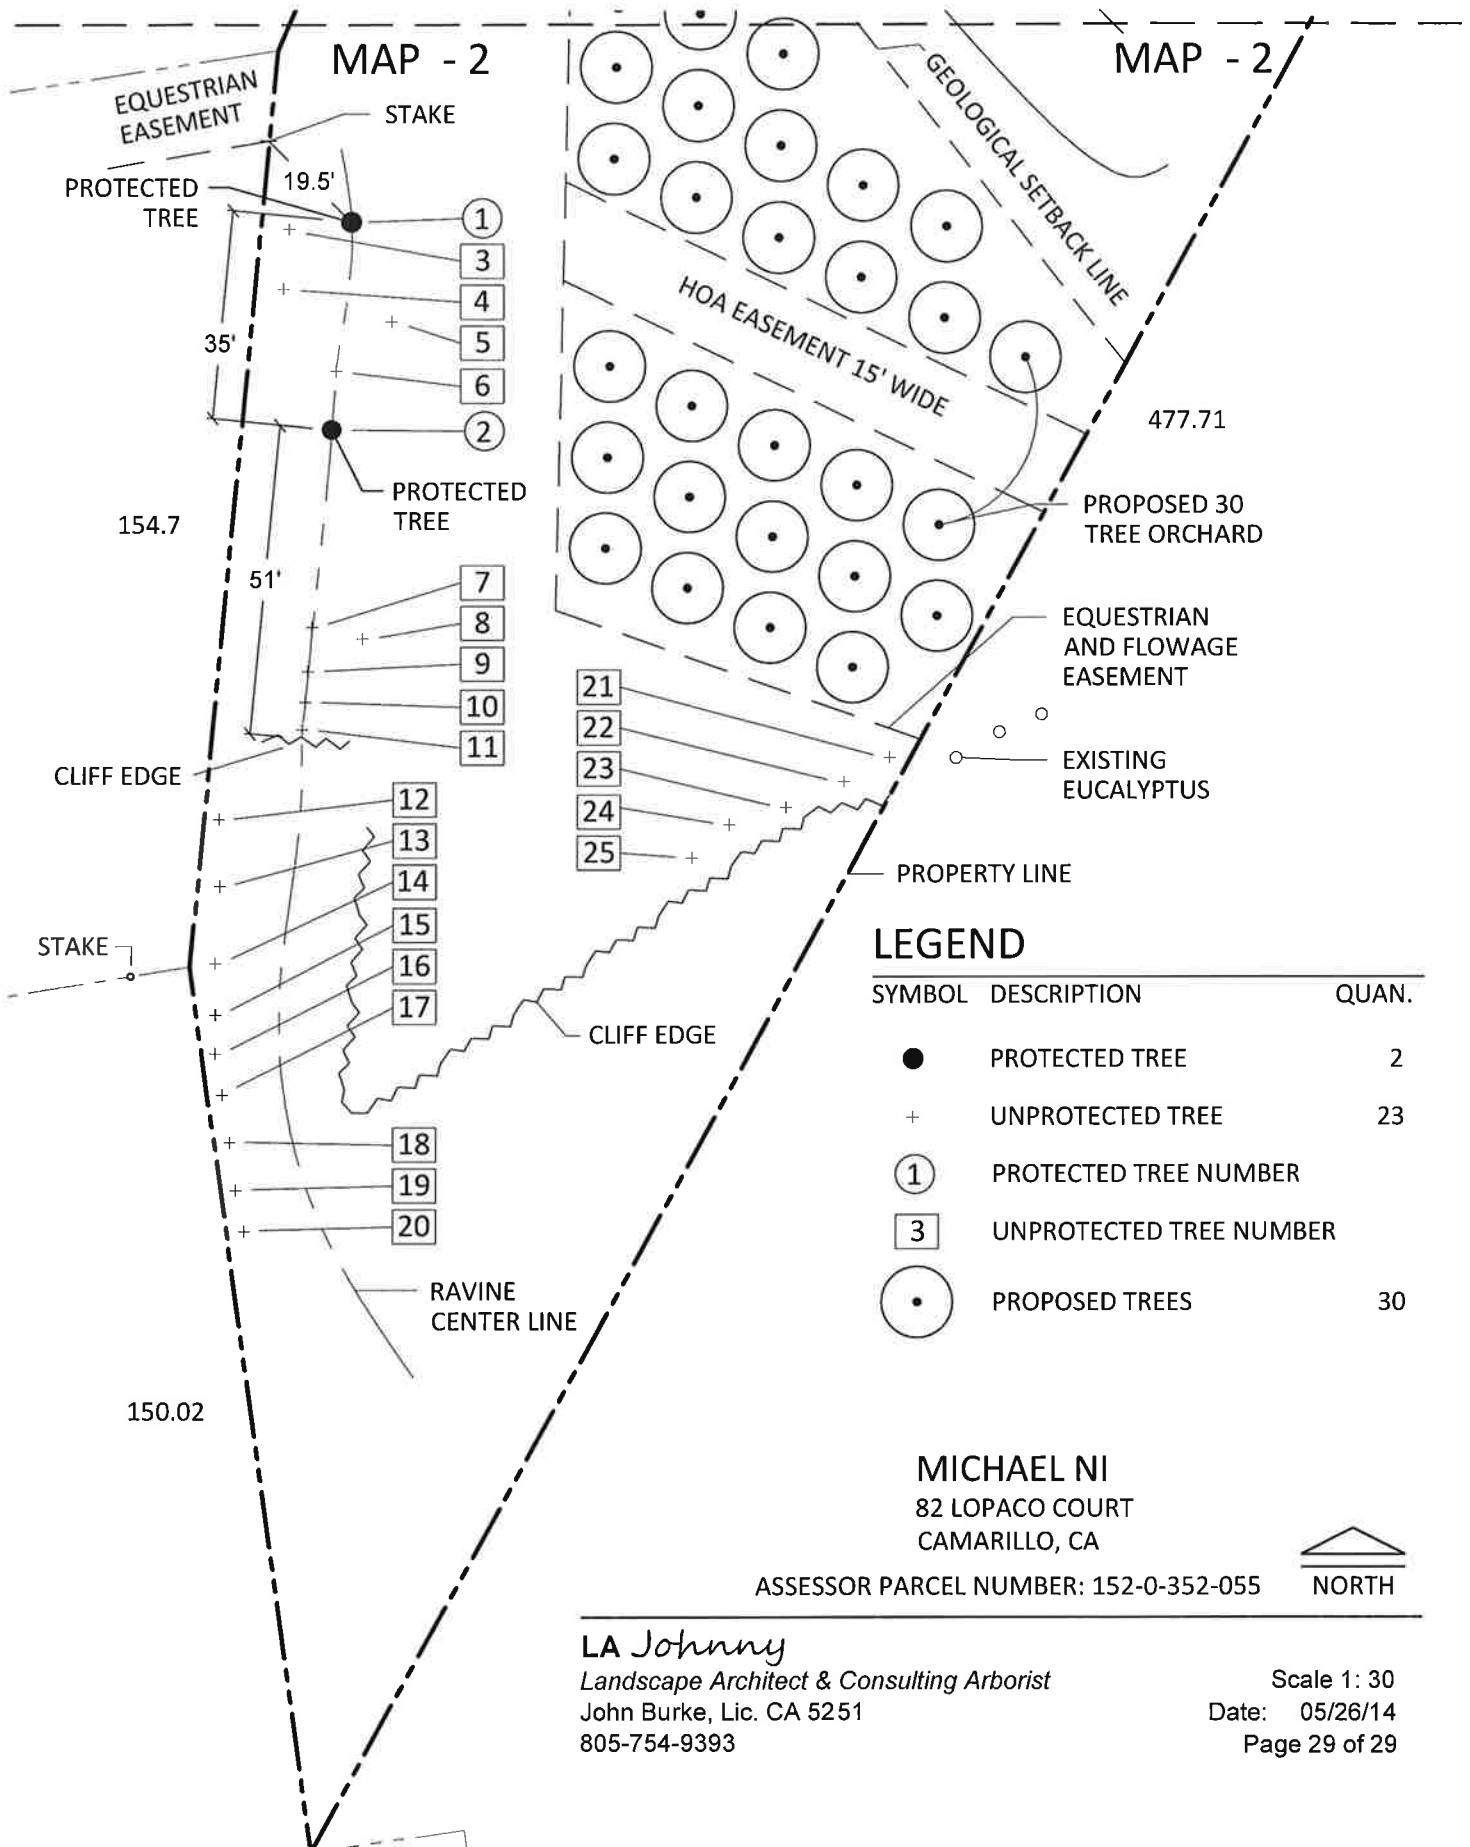 MAP - 2
MAP - 2
EQUESTRIAN
EASEMENT
STAKE
GEOLOGICAL SETBACK LINE
PROTECTED
TREE
19.5'
1
3
4
5
6
2
35'
HOA EASEMENT 15' WIDE
477.71
PROTECTED
TREE
PROPOSED 30
TREE ORCHARD
154.7
51'
7
8
9
10
11
EQUESTRIAN
AND FLOWAGE
EASEMENT
21
22
23
24
25
CLIFF EDGE
EXISTING
EUCALYPTUS
12
13
14
15
16
17
PROPERTY LINE
STAKE
CLIFF EDGE
18
19
20
RAVINE
CENTER LINE
150.02
LEGEND
SYMBOL DESCRIPTION QUAN.
PROTECTED TREE 2
UNPROTECTED TREE 23
1 PROTECTED TREE NUMBER
3 UNPROTECTED TREE NUMBER
PROPOSED TREES 30
MICHAEL NI
82 LOPACO COURT
CAMARILLO, CA
ASSESSOR PARCEL NUMBER: 152-0-352-055
NORTH
LA Johnny
Landscape Architect & Consulting Arborist
John Burke, Lic. CA 5251
805-754-9393
Scale 1: 30
Date: 05/26/14
Page 29 of 29